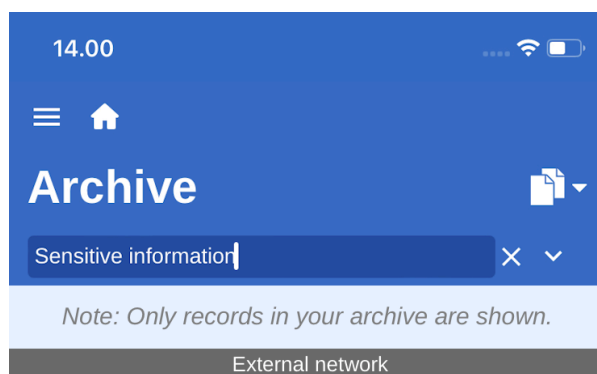 14.00
Archive
Sensitive information
Note: Only records in your archive are shown.
External network